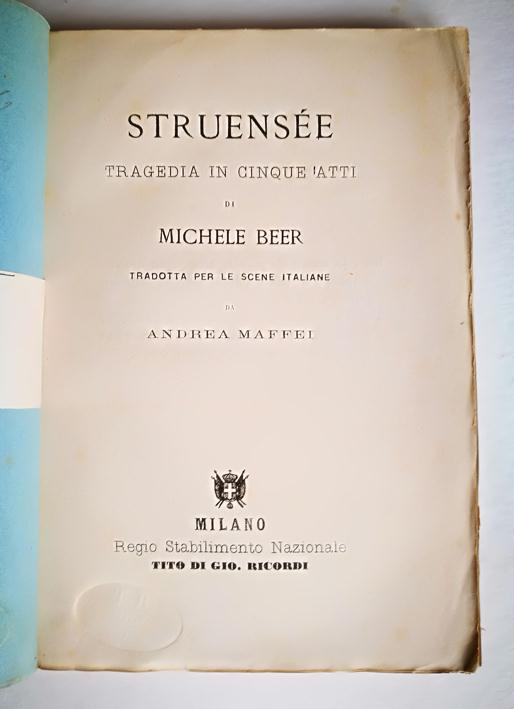 STRUENSÉE
TRAGEDIA IN CINQUE 'ATTI
DI
MICHELE BEER
TRADOTTA PER LE SCENE ITALIANE
DA
ANDREA MAFFEI
MILANO
Regio Stabilimento Nazionale
TITO DI GIO. RICORDI